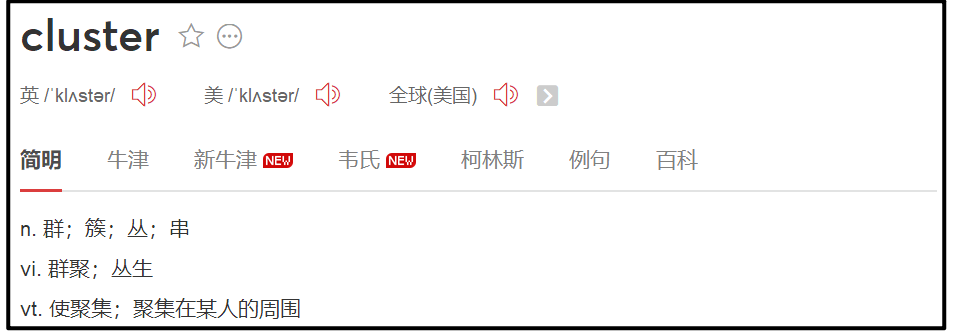 cluster
英 /ˈklʌstər/ 美 /ˈklʌstər/ 全球(美国)
简明 牛津 新牛津 NEW 韦氏 NEW 柯林斯 例句 百科
n. 群；簇；丛；串
vi. 群聚；丛生
vt. 使聚集；聚集在某人的周围